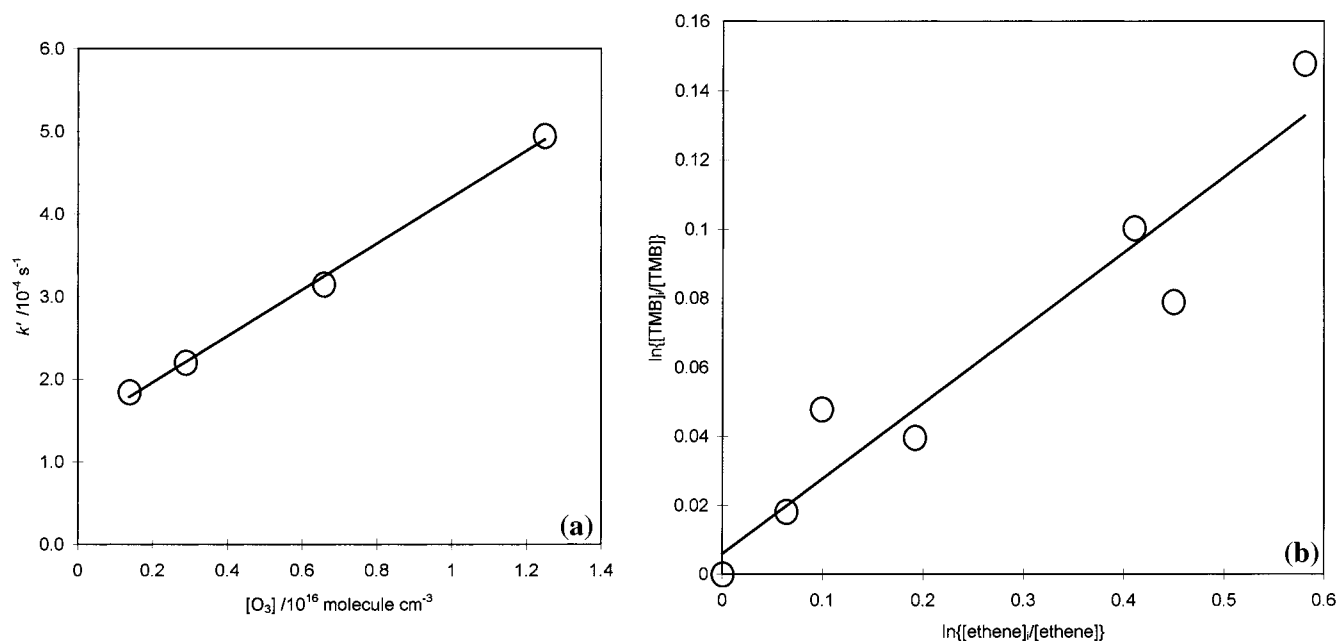 6.0
5.0
4.0
3.0
2.0
1.0
0.0
k' /10⁻⁴ s⁻¹
0 0.2 0.4 0.6 0.8 1 1.2 1.4
[O₃] /10¹⁶ molecule cm⁻³
(a)
0.16
0.14
0.12
0.1
0.08
0.06
0.04
0.02
0
ln{[TMB]ᵢ/[TMB]}
0 0.1 0.2 0.3 0.4 0.5 0.6
ln{[ethene]ᵢ/[ethene]}
(b)